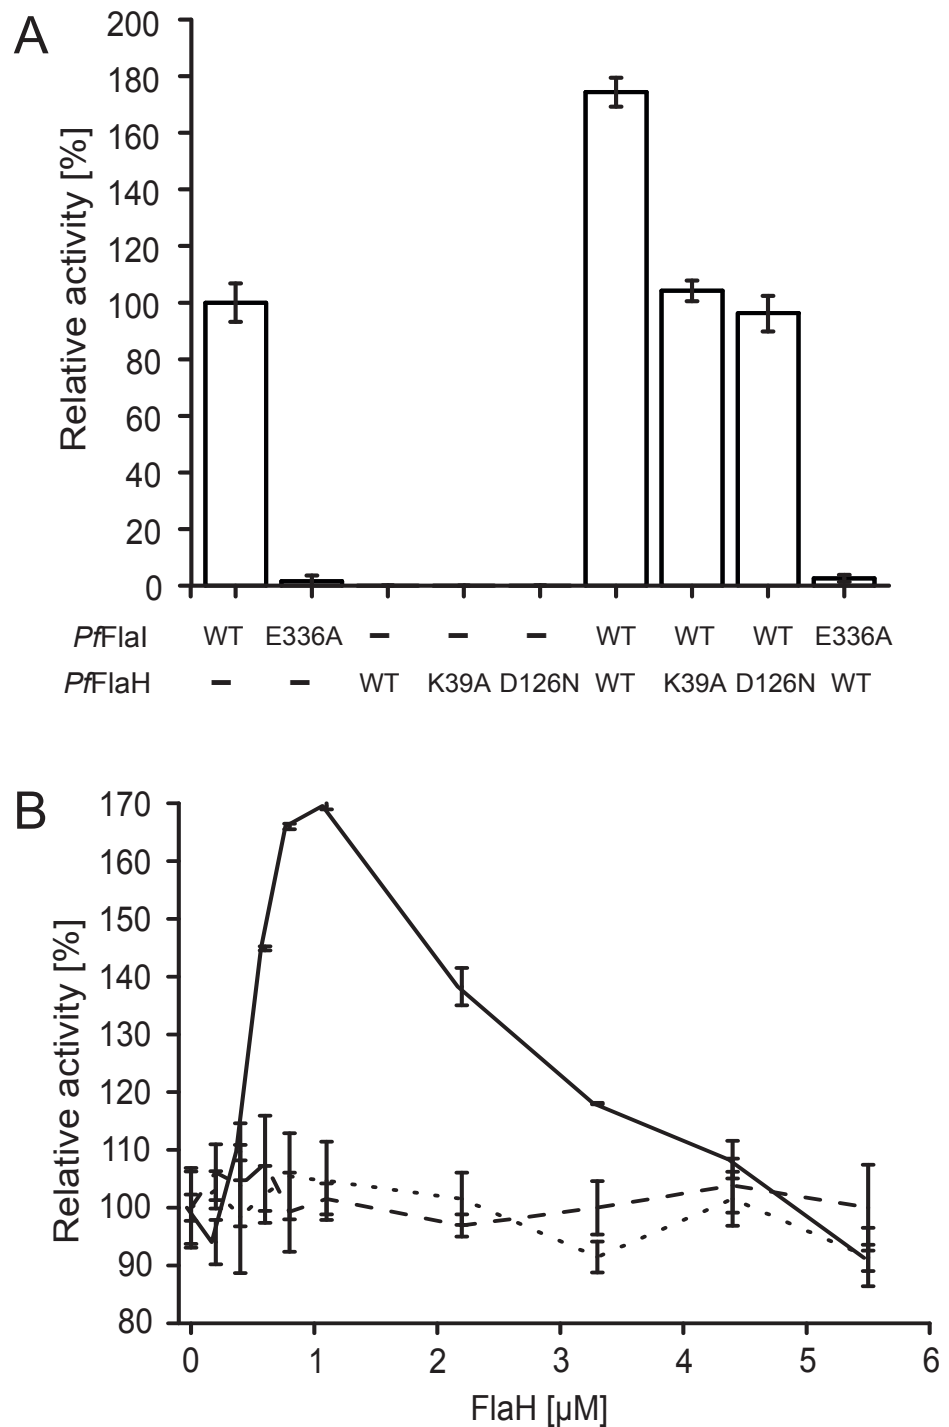 A
Relative activity [%]
200
180
160
140
120
100
80
60
40
20
0
PfFlaI WT E336A – – – WT WT WT E336A
PfFlaH – – WT K39A D126N WT K39A D126N WT
B
Relative activity [%]
170
160
150
140
130
120
110
100
90
80
0 1 2 3 4 5 6
FlaH [µM]